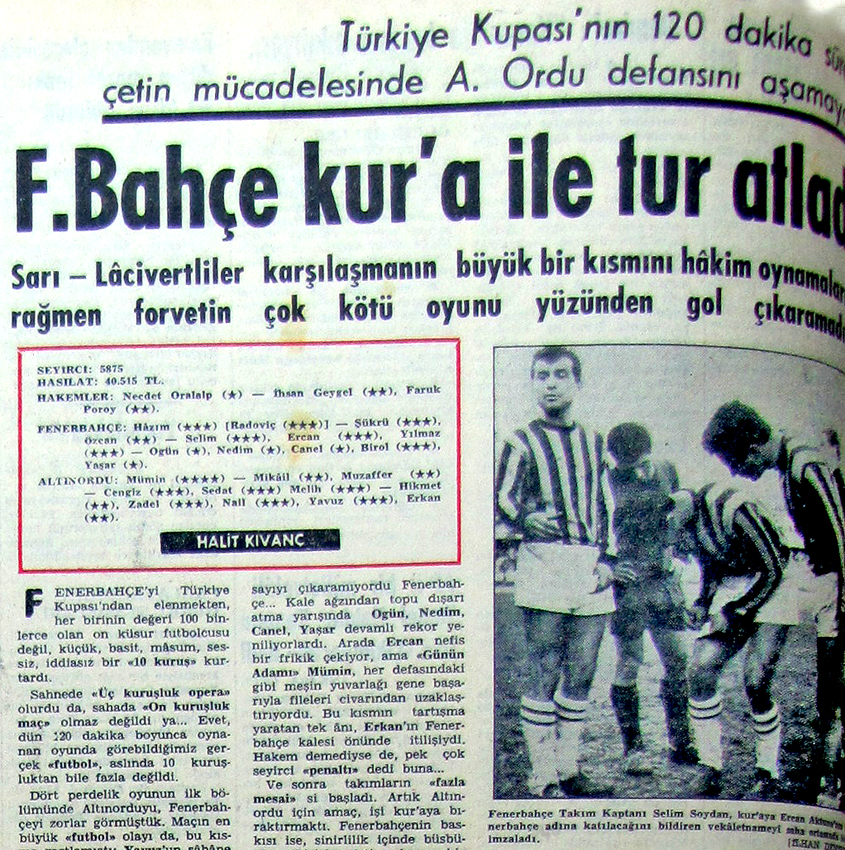 Türkiye Kupası'nın 120 dakika
çetin mücadelesinde A. Ordu defansını
F.Bahçe kur'a ile tur
Sarı – Lâcivertliler karşılaşmanın büyük bir kısmını hâkim
rağmen forvetin çok kötü oyunu yüzünden gol
SEYİRCİ: 5875
HASILAT: 40.515 TL.
HAKEMLER: Necdet Oralalp (★) — İhsan Geygel (★★), Faruk
Poroy (★★).
FENERBAHÇE: Hâzım (★★★) [Radoviç (★★★)] — Şükrü (★★★),
Özcan (★★) — Selim (★★★), Ercan (★★★), Yılmaz
(★★★) — Ogün (★), Nedim (★), Canel (★), Birol (★★★),
Yaşar (★).
ALTINORDU: Mümin (★★★★) — Mikâil (★★), Muzaffer (★★)
— Cengiz (★★★), Sedat (★★★) Melih (★★★) — Hikmet
(★★), Zadel (★★★), Nail (★★★), Yavuz (★★★), Erkan
(★★).
HALİT KIVANÇ
FENERBAHÇE'yi Türkiye
Kupası'ndan elenmekten,
her birinin değeri 100 bin-
lerce olan on küsur futbolcusu
değil, küçük, basit, mâsum, ses-
siz, iddiasız bir «10 kuruş» kur-
tardı.
Sahnede «Üç kuruşluk opera»
olurdu da, sahada «On kuruşluk
maç» olmaz değildi ya... Evet,
dün 120 dakika boyunca oyna-
nan oyunda görebildiğimiz ger-
çek «futbol», aslında 10 kuruş-
luktan bile fazla değildi.
Dört perdelik oyunun ilk bö-
lümünde Altınorduyu, Fenerbah-
çeyi zorlar görmüştük. Maçın en
büyük «futbol» olayı da, bu kıs-
sayıyı çıkaramıyordu Fenerbah-
çe... Kale ağzından topu dışarı
atma yarışında Ogün, Nedim,
Canel, Yaşar devamlı rekor ye-
niliyorlardı. Arada Ercan nefis
bir frikik çekiyor, ama «Günün
Adamı» Mümin, her defasındaki
gibi meşin yuvarlağı gene başa-
rıyla fileleri civarından uzaklaş-
tırıyordu. Bu kısmın tartışma
yaratan tek ânı, Erkan'ın Fener-
bahçe kalesi önünde itilişiydi.
Hakem demediyse de, pek çok
seyirci «penaltı» dedi buna...
Ve sonra takımların «fazla
mesai» si başladı. Artık Altın-
ordu için amaç, işi kur'aya bı-
raktırmaktı. Fenerbahçenin bas-
kısı ise, sinirlilik içinde büsbü-
Fenerbahçe Takım Kaptanı Selim Soydan, kur'aya Ercan
nerbahçe adına katılacağını bildiren vekâletnameyi saha
imzaladı.